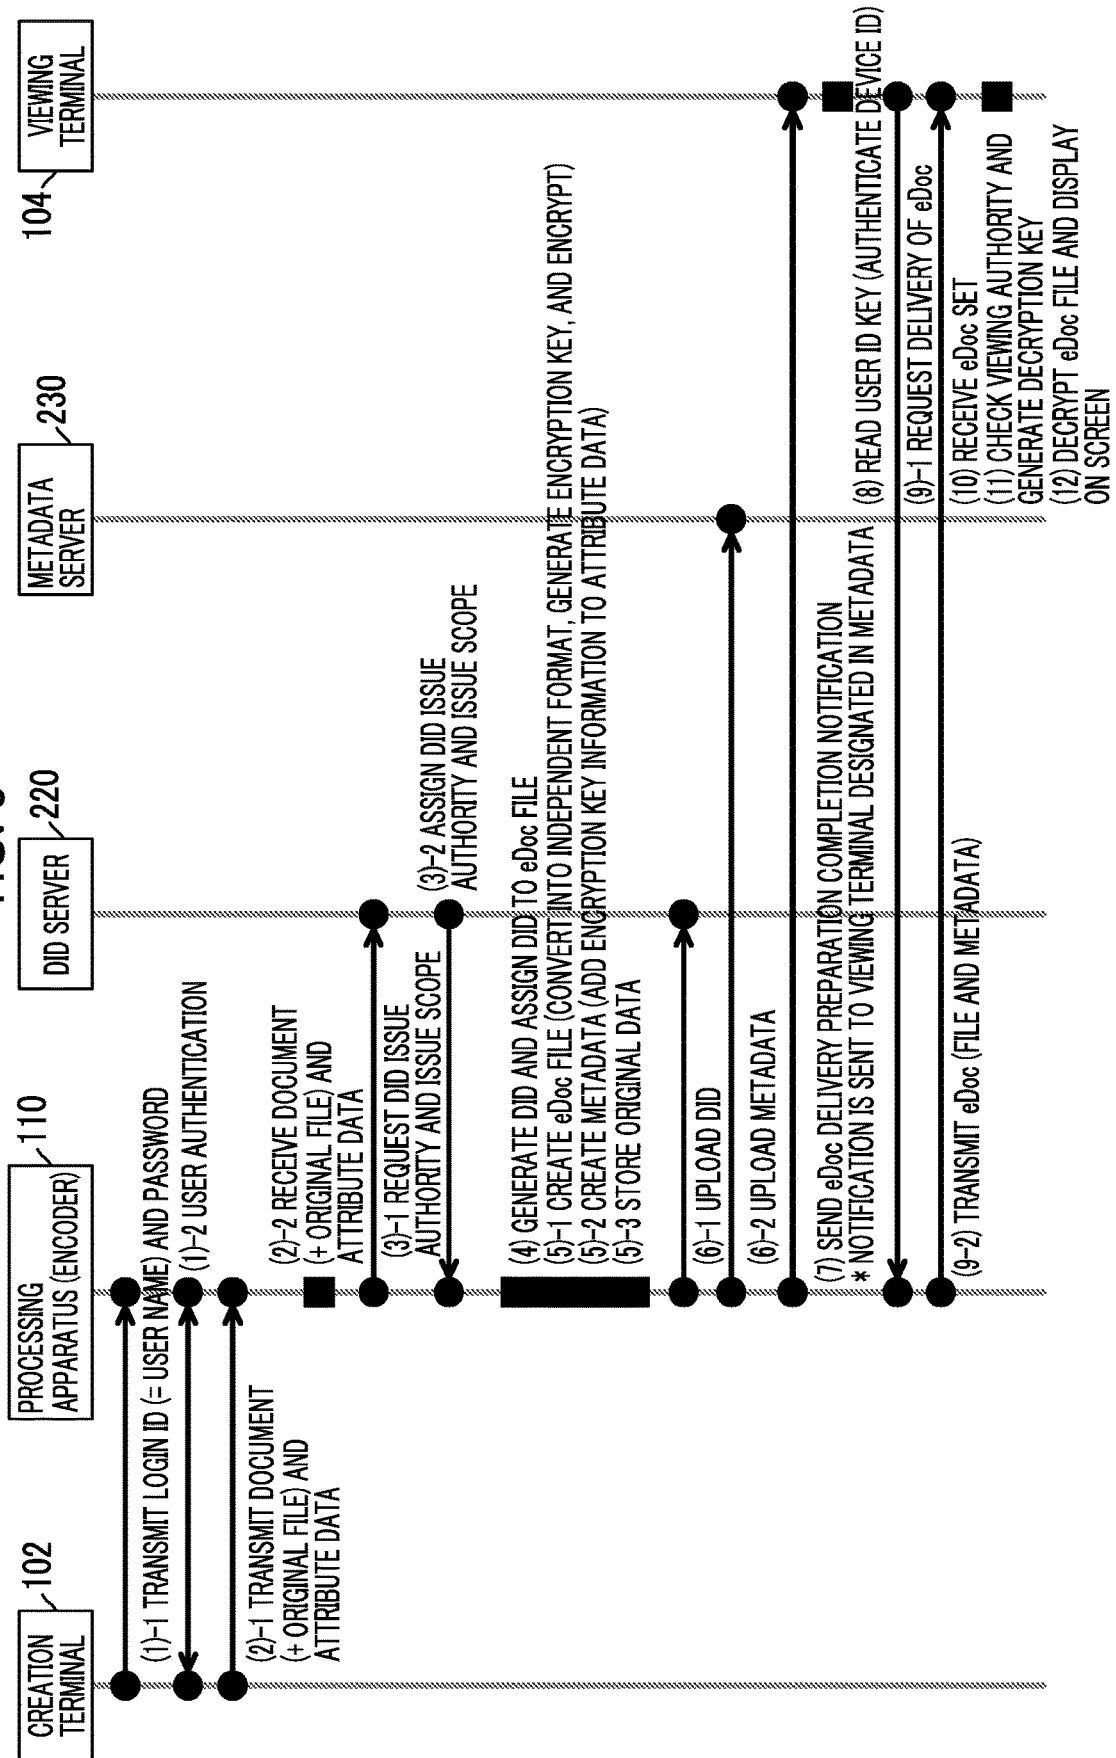 CREATION
TERMINAL
102
PROCESSING
APPARATUS (ENCODER)
110
DID SERVER
220
METADATA
SERVER
230
VIEWING
TERMINAL
104
(1)-1 TRANSMIT LOGIN ID (= USER NAME) AND PASSWORD
(1)-2 USER AUTHENTICATION
(2)-1 TRANSMIT DOCUMENT
(+ ORIGINAL FILE) AND
ATTRIBUTE DATA
(2)-2 RECEIVE DOCUMENT
(+ ORIGINAL FILE) AND
ATTRIBUTE DATA
(3)-1 REQUEST DID ISSUE
AUTHORITY AND ISSUE SCOPE
(3)-2 ASSIGN DID ISSUE
AUTHORITY AND ISSUE SCOPE
(4) GENERATE DID AND ASSIGN DID TO eDoc FILE
(5)-1 CREATE eDoc FILE (CONVERT INTO INDEPENDENT FORMAT, GENERATE ENCRYPTION KEY, AND ENCRYPT)
(5)-2 CREATE METADATA (ADD ENCRYPTION KEY INFORMATION TO ATTRIBUTE DATA)
(5)-3 STORE ORIGINAL DATA
(6)-1 UPLOAD DID
(6)-2 UPLOAD METADATA
(7) SEND eDoc DELIVERY PREPARATION COMPLETION NOTIFICATION
* NOTIFICATION IS SENT TO VIEWING TERMINAL DESIGNATED IN METADATA
(8) READ USER ID KEY (AUTHENTICATE DEVICE ID)
(9)-1 REQUEST DELIVERY OF eDoc
(9-2) TRANSMIT eDoc (FILE AND METADATA)
(10) RECEIVE eDoc SET
(11) CHECK VIEWING AUTHORITY AND
GENERATE DECRYPTION KEY
(12) DECRYPT eDoc FILE AND DISPLAY
ON SCREEN